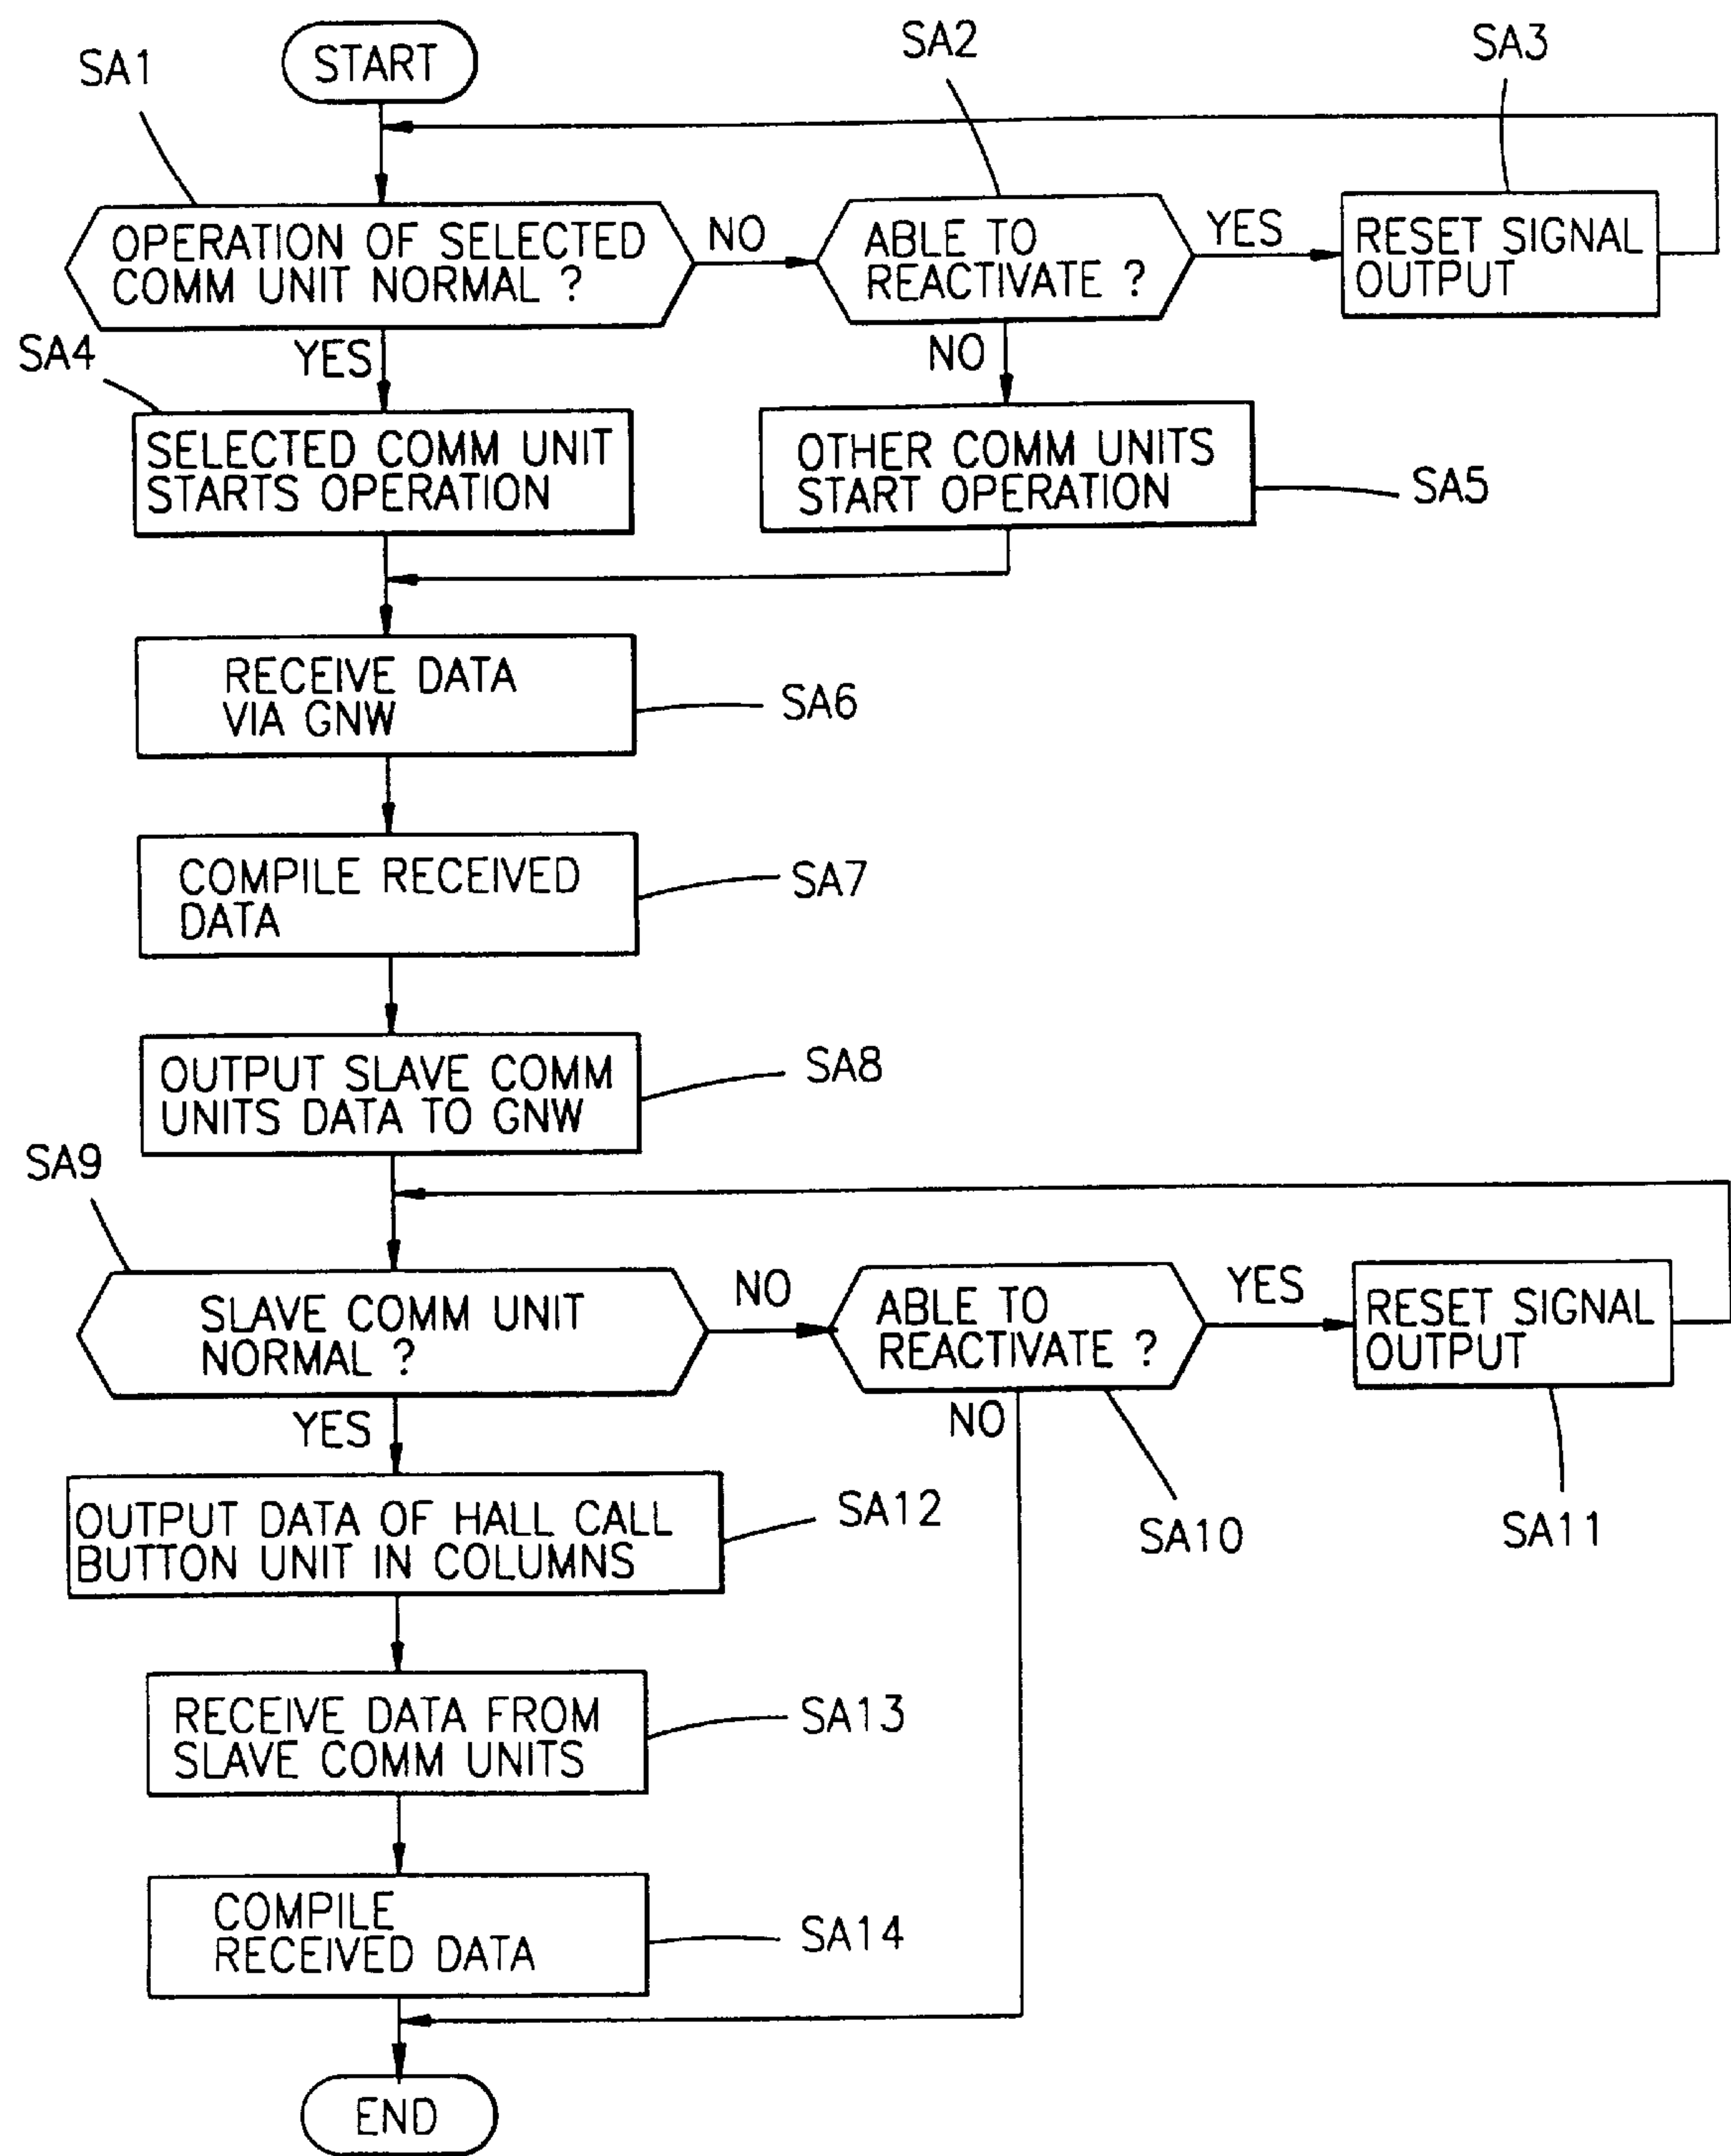 START
SA1
SA2
SA3
OPERATION OF SELECTED
COMM UNIT NORMAL ?
NO
ABLE TO
REACTIVATE ?
YES
RESET SIGNAL
OUTPUT
YES
NO
SA4
SELECTED COMM UNIT
STARTS OPERATION
OTHER COMM UNITS
START OPERATION
SA5
RECEIVE DATA
VIA GNW
SA6
COMPILE RECEIVED
DATA
SA7
OUTPUT SLAVE COMM
UNITS DATA TO GNW
SA8
SA9
SLAVE COMM UNIT
NORMAL ?
NO
ABLE TO
REACTIVATE ?
YES
RESET SIGNAL
OUTPUT
YES
NO
SA10
SA11
OUTPUT DATA OF HALL CALL
BUTTON UNIT IN COLUMNS
SA12
RECEIVE DATA FROM
SLAVE COMM UNITS
SA13
COMPILE
RECEIVED DATA
SA14
END